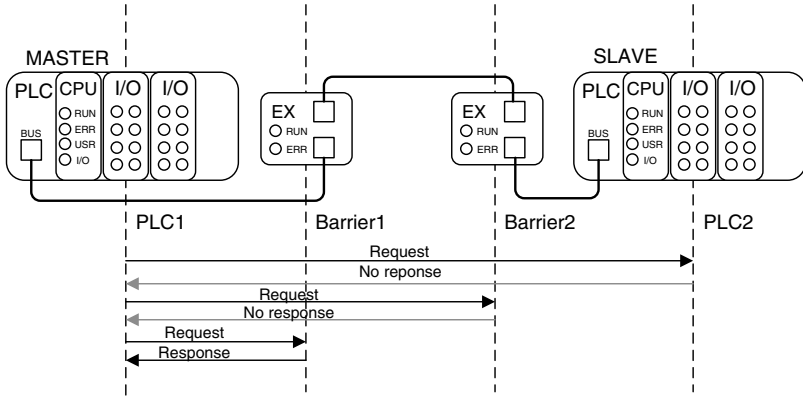 MASTER
SLAVE
PLC CPU I/O I/O
RUN
ERR
USR
I/O
BUS
EX
RUN
ERR
EX
RUN
ERR
PLC CPU I/O I/O
RUN
ERR
USR
I/O
BUS
PLC1 Barrier1 Barrier2 PLC2
Request
No reponse
Request
No response
Request
Response